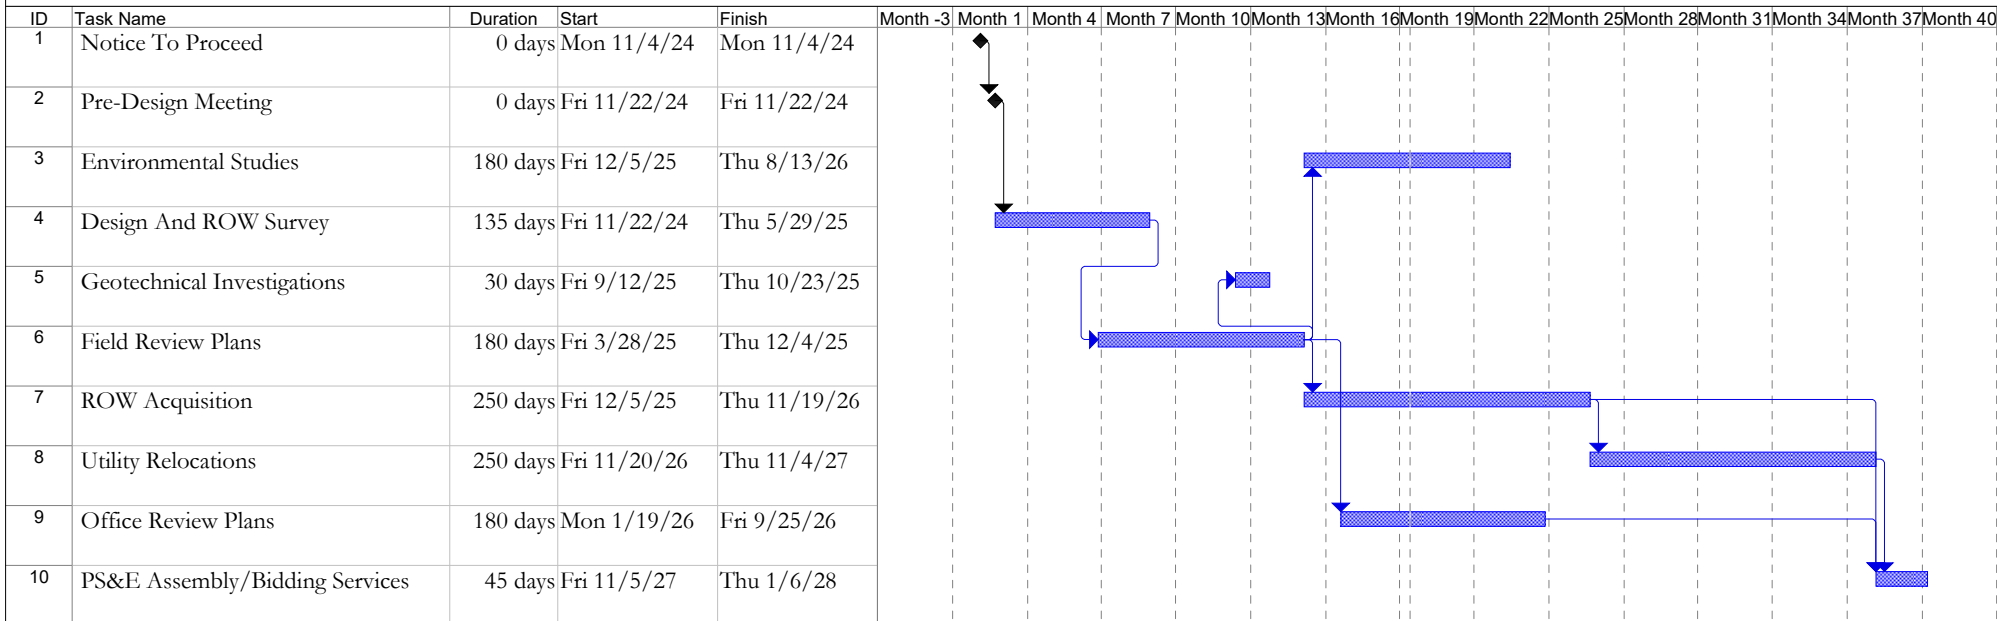 ID Task Name Duration Start Finish Month -3 Month 1 Month 4 Month 7 Month 10 Month 13 Month 16 Month 19 Month 22 Month 25 Month 28 Month 31 Month 34 Month 37 Month 40
1 Notice To Proceed 0 days Mon 11/4/24 Mon 11/4/24
2 Pre-Design Meeting 0 days Fri 11/22/24 Fri 11/22/24
3 Environmental Studies 180 days Fri 12/5/25 Thu 8/13/26
4 Design And ROW Survey 135 days Fri 11/22/24 Thu 5/29/25
5 Geotechnical Investigations 30 days Fri 9/12/25 Thu 10/23/25
6 Field Review Plans 180 days Fri 3/28/25 Thu 12/4/25
7 ROW Acquisition 250 days Fri 12/5/25 Thu 11/19/26
8 Utility Relocations 250 days Fri 11/20/26 Thu 11/4/27
9 Office Review Plans 180 days Mon 1/19/26 Fri 9/25/26
10 PS&E Assembly/Bidding Services 45 days Fri 11/5/27 Thu 1/6/28